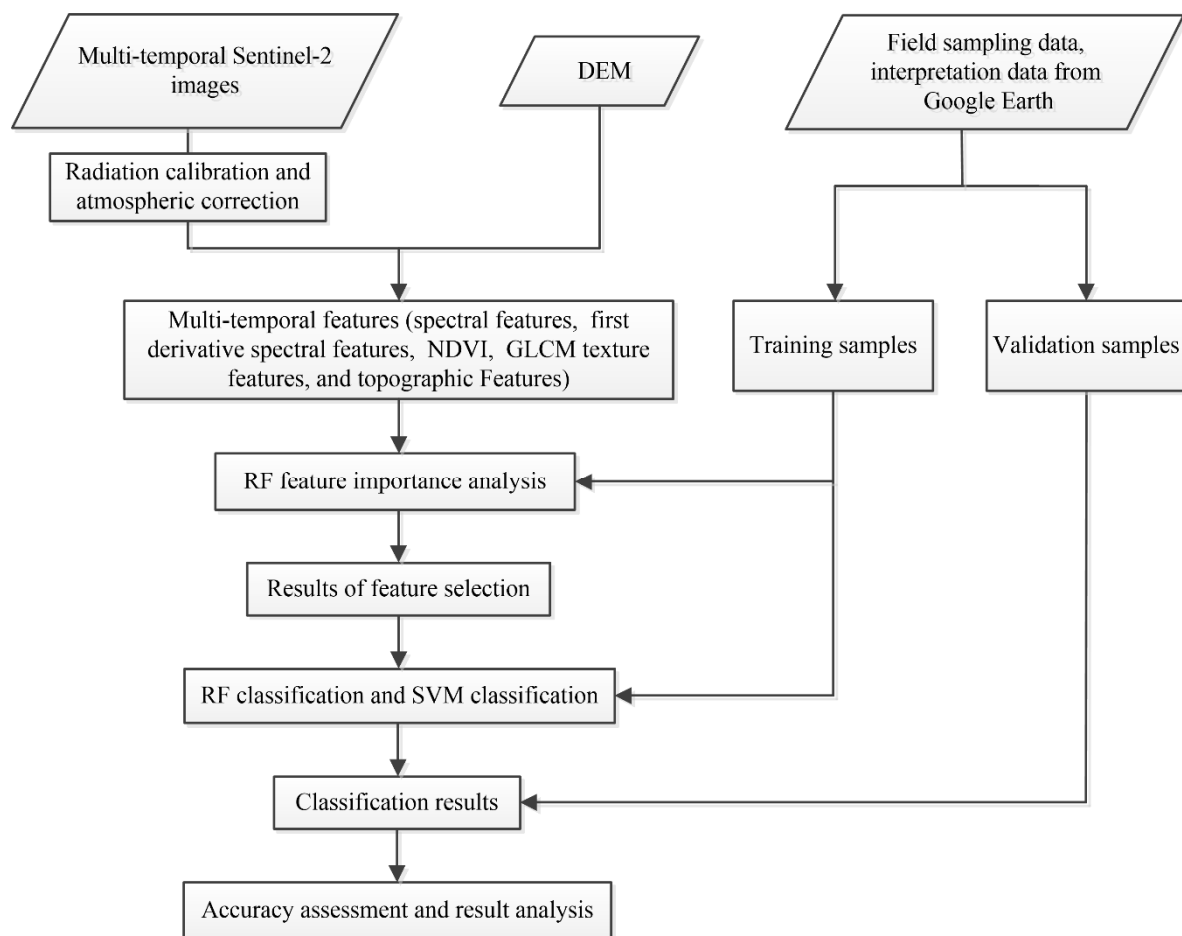 Multi-temporal Sentinel-2
images
DEM
Field sampling data,
interpretation data from
Google Earth
Radiation calibration and
atmospheric correction
Multi-temporal features (spectral features, first
derivative spectral features, NDVI, GLCM texture
features, and topographic Features)
Training samples
Validation samples
RF feature importance analysis
Results of feature selection
RF classification and SVM classification
Classification results
Accuracy assessment and result analysis